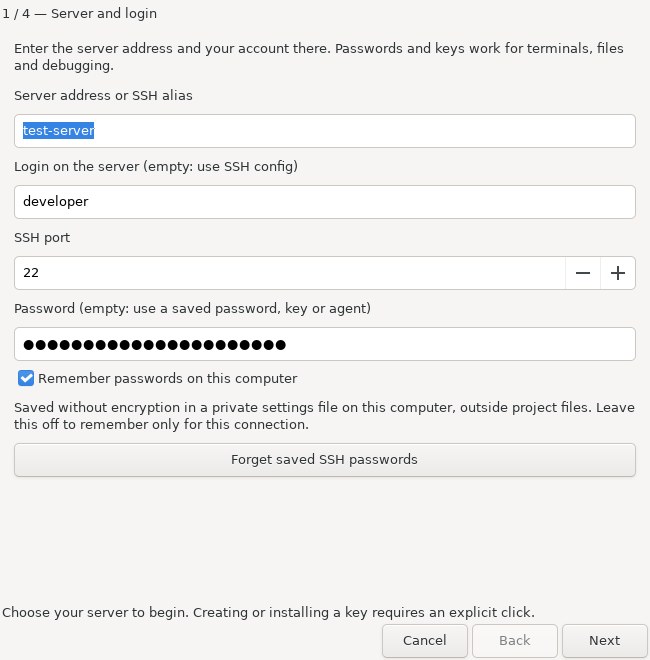 1 / 4 — Server and login
Enter the server address and your account there. Passwords and keys work for terminals, files
and debugging.
Server address or SSH alias
test-server
Login on the server (empty: use SSH config)
developer
SSH port
22
Password (empty: use a saved password, key or agent)
●●●●●●●●●●●●●●●●●●●●●●
Remember passwords on this computer
Saved without encryption in a private settings file on this computer, outside project files. Leave
this off to remember only for this connection.
Forget saved SSH passwords
Choose your server to begin. Creating or installing a key requires an explicit click.
Cancel Back Next